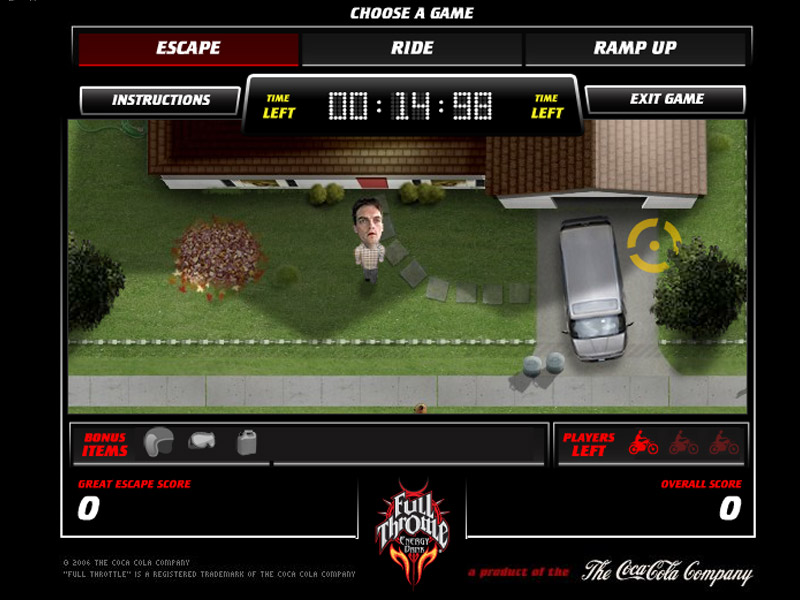 CHOOSE A GAME
ESCAPE
RIDE
RAMP UP
INSTRUCTIONS
TIME
LEFT
00:14:98
TIME
LEFT
EXIT GAME
BONUS
ITEMS
PLAYERS
LEFT
GREAT ESCAPE SCORE
0
OVERALL SCORE
0
Full
Throttle
ENERGY
DRINK
© 2006 THE COCA COLA COMPANY
"FULL THROTTLE" IS A REGISTERED TRADEMARK OF THE COCA COLA COMPANY
a product of the
The Coca-Cola Company